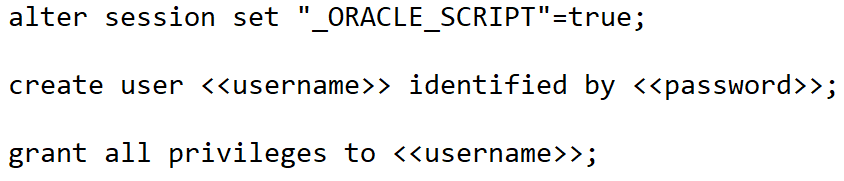 alter session set "_ORACLE_SCRIPT"=true;
create user <<username>> identified by <<password>>;
grant all privileges to <<username>>;